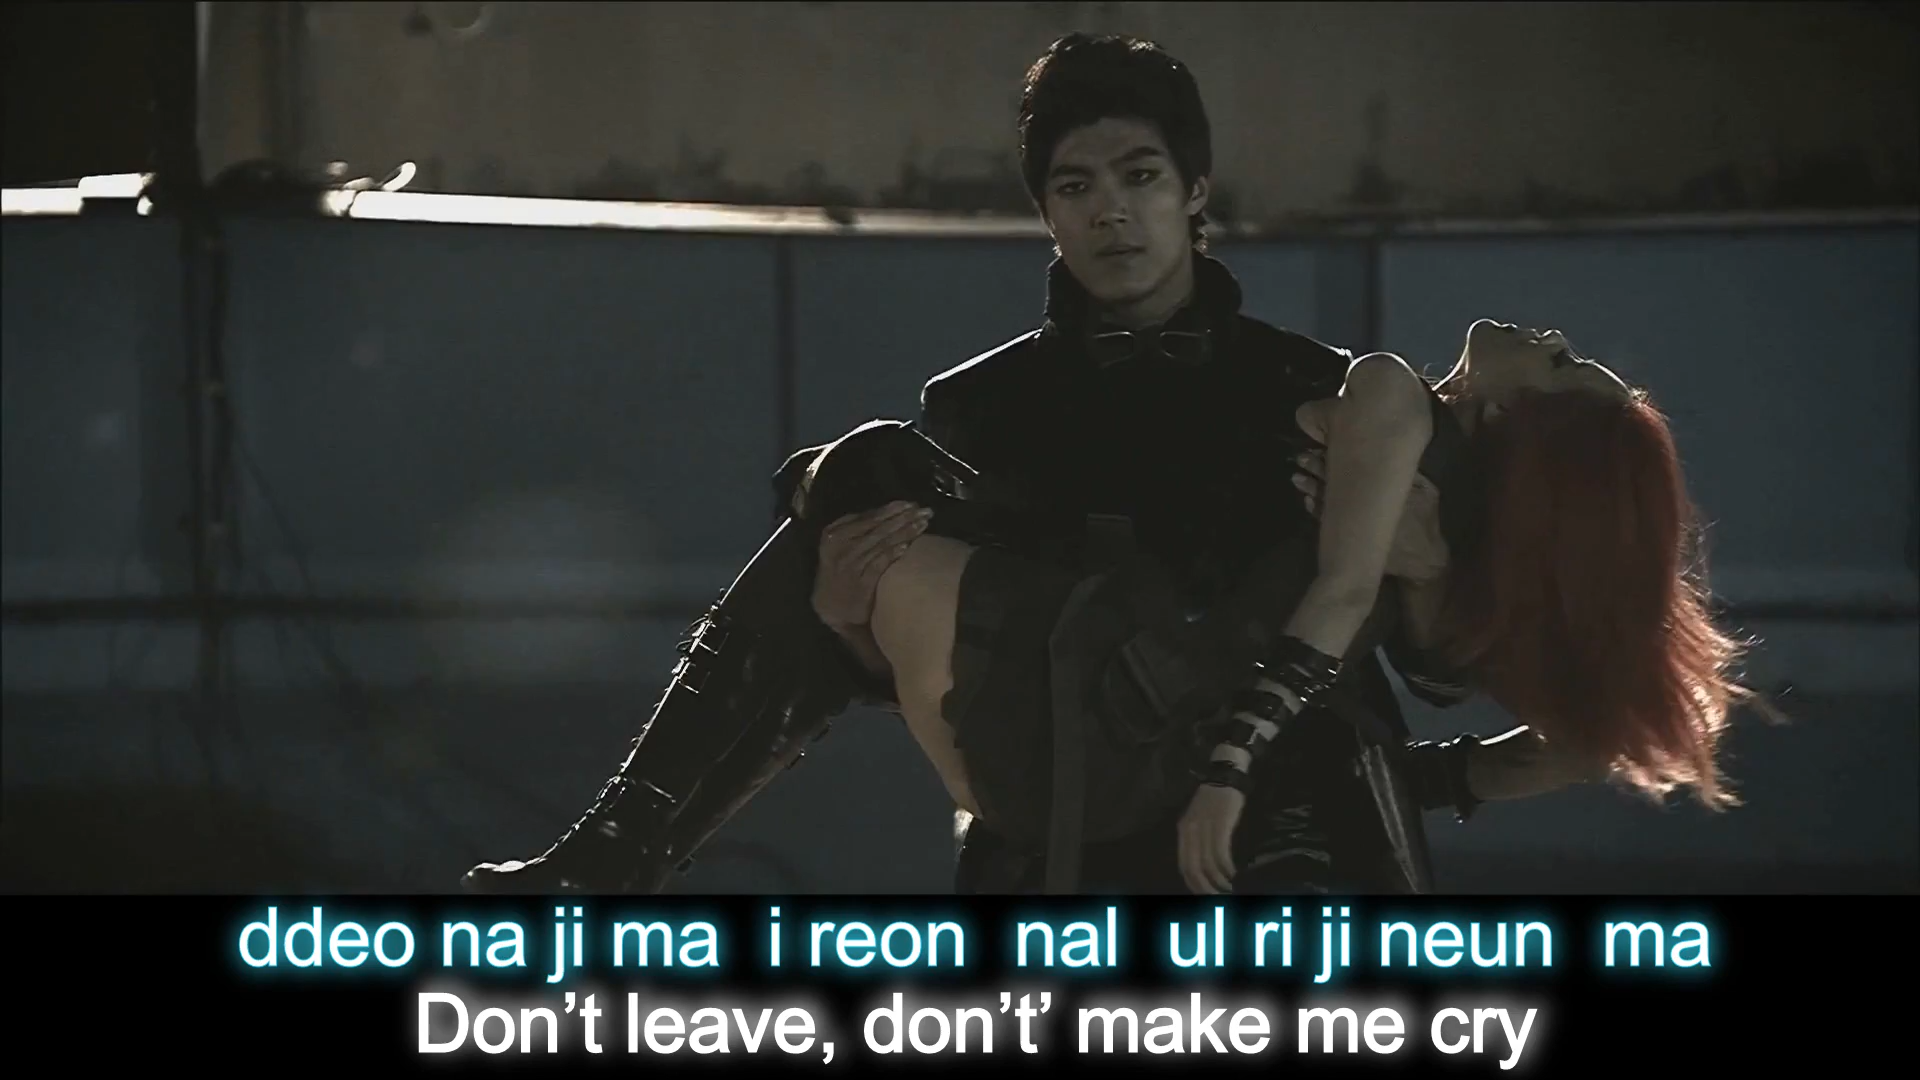 ddeo na ji ma  i reon  nal  ul ri ji neun  ma
Don’t leave, don’t’ make me cry